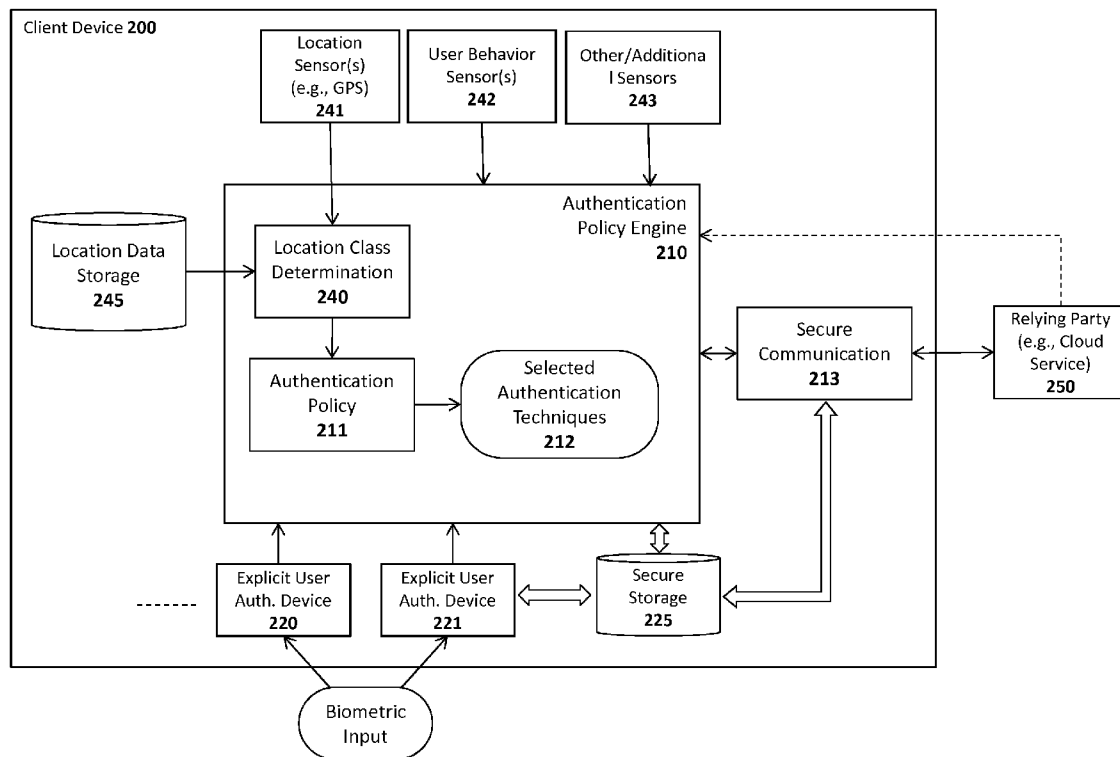 Client Device 200
Location
Sensor(s)
(e.g., GPS)
241
User Behavior
Sensor(s)
242
Other/Additiona
l Sensors
243
Authentication
Policy Engine
210
Location Data
Storage
245
Location Class
Determination
240
Authentication
Policy
211
Selected
Authentication
Techniques
212
Secure
Communication
213
Relying Party
(e.g., Cloud
Service)
250
Explicit User
Auth. Device
220
Explicit User
Auth. Device
221
Secure
Storage
225
Biometric
Input